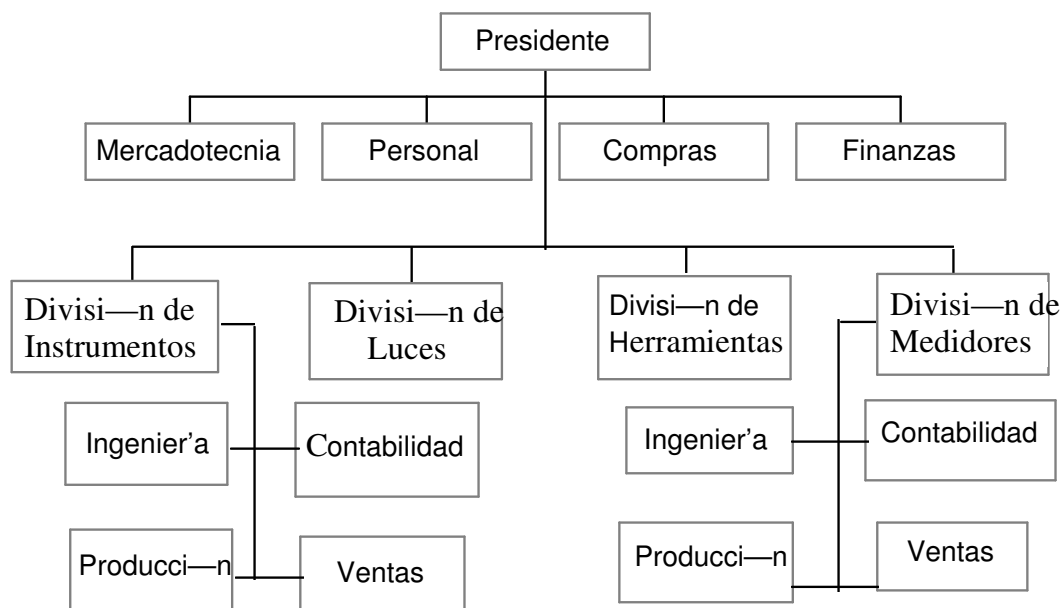 Presidente
Mercadotecnia
Personal
Compras
Finanzas
Divisi—n de
Instrumentos
Divisi—n de
Luces
Divisi—n de
Herramientas
Divisi—n de
Medidores
Ingenier'a
Contabilidad
Ingenier'a
Contabilidad
Producci—n
Ventas
Producci—n
Ventas